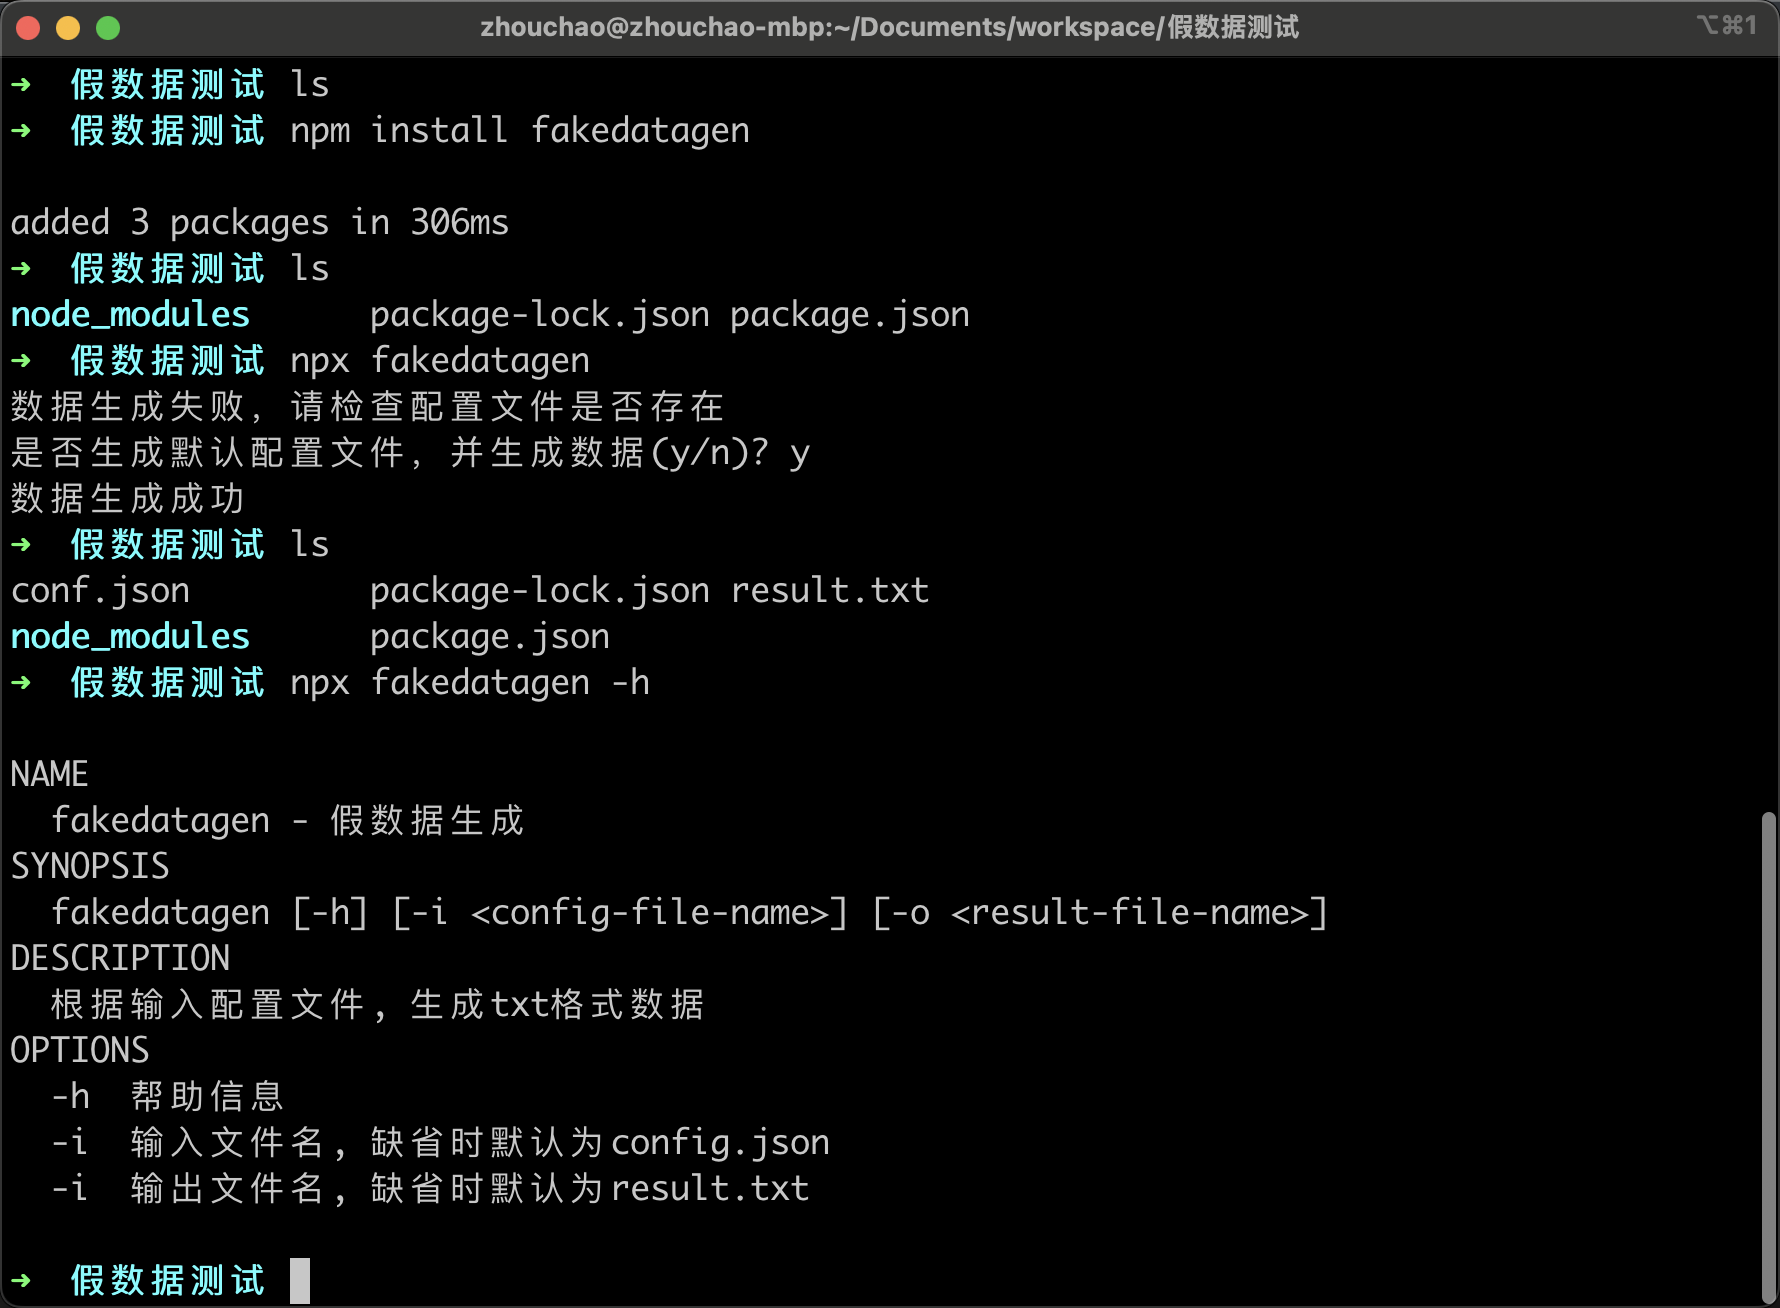 zhouchao@zhouchao-mbp:~/Documents/workspace/假数据测试 ⌥⌘1
➜ 假数据测试 ls
➜ 假数据测试 npm install fakedatagen
added 3 packages in 306ms
➜ 假数据测试 ls
node_modules package-lock.json package.json
➜ 假数据测试 npx fakedatagen
数据生成失败，请检查配置文件是否存在
是否生成默认配置文件，并生成数据(y/n)? y
数据生成成功
➜ 假数据测试 ls
conf.json package-lock.json result.txt
node_modules package.json
➜ 假数据测试 npx fakedatagen -h
NAME
fakedatagen - 假数据生成
SYNOPSIS
fakedatagen [-h] [-i <config-file-name>] [-o <result-file-name>]
DESCRIPTION
根据输入配置文件，生成txt格式数据
OPTIONS
-h 帮助信息
-i 输入文件名，缺省时默认为config.json
-i 输出文件名，缺省时默认为result.txt
➜ 假数据测试